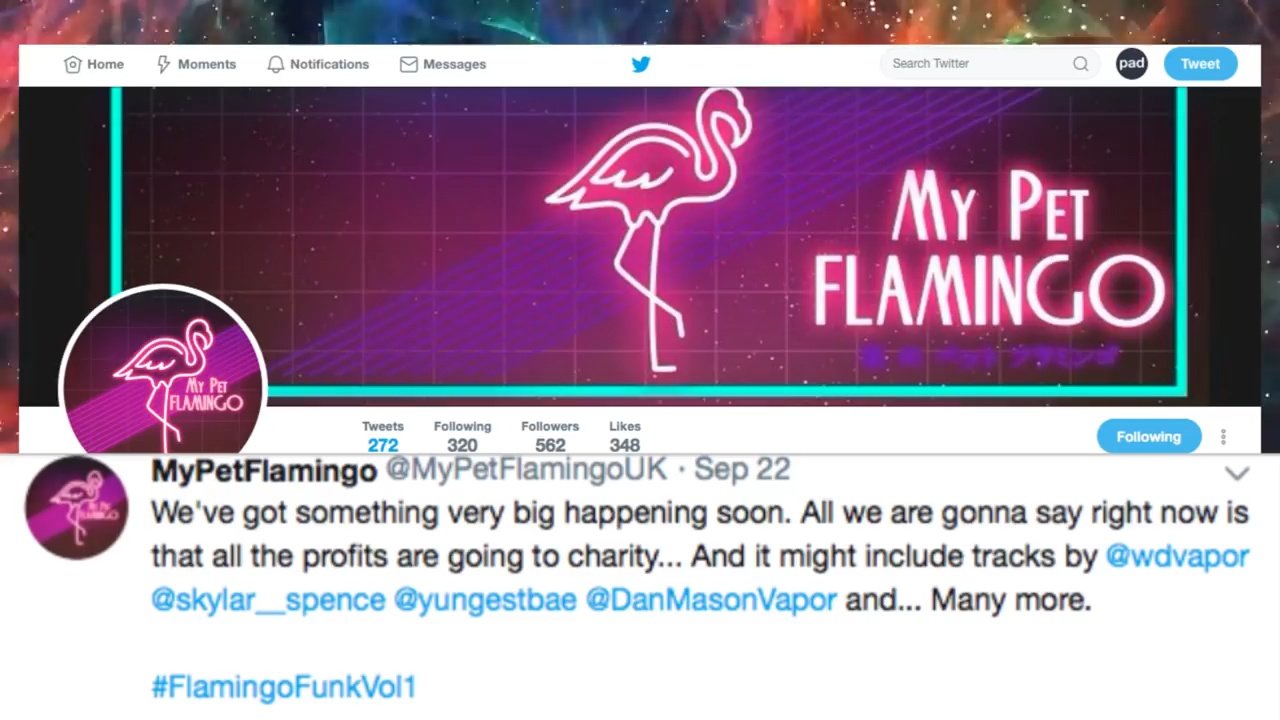 Home Moments Notifications Messages Search Twitter pad Tweet
My Pet
FLAMINGO
My Pet
FLAMINGO
Tweets Following Followers Likes
272 320 562 348
Following
MyPetFlamingo @MyPetFlamingoUK · Sep 22
My Pet
FLAMINGO
We've got something very big happening soon. All we are gonna say right now is
that all the profits are going to charity... And it might include tracks by @wdvapor
@skylar__spence @yungestbae @DanMasonVapor and... Many more.
#FlamingoFunkVol1